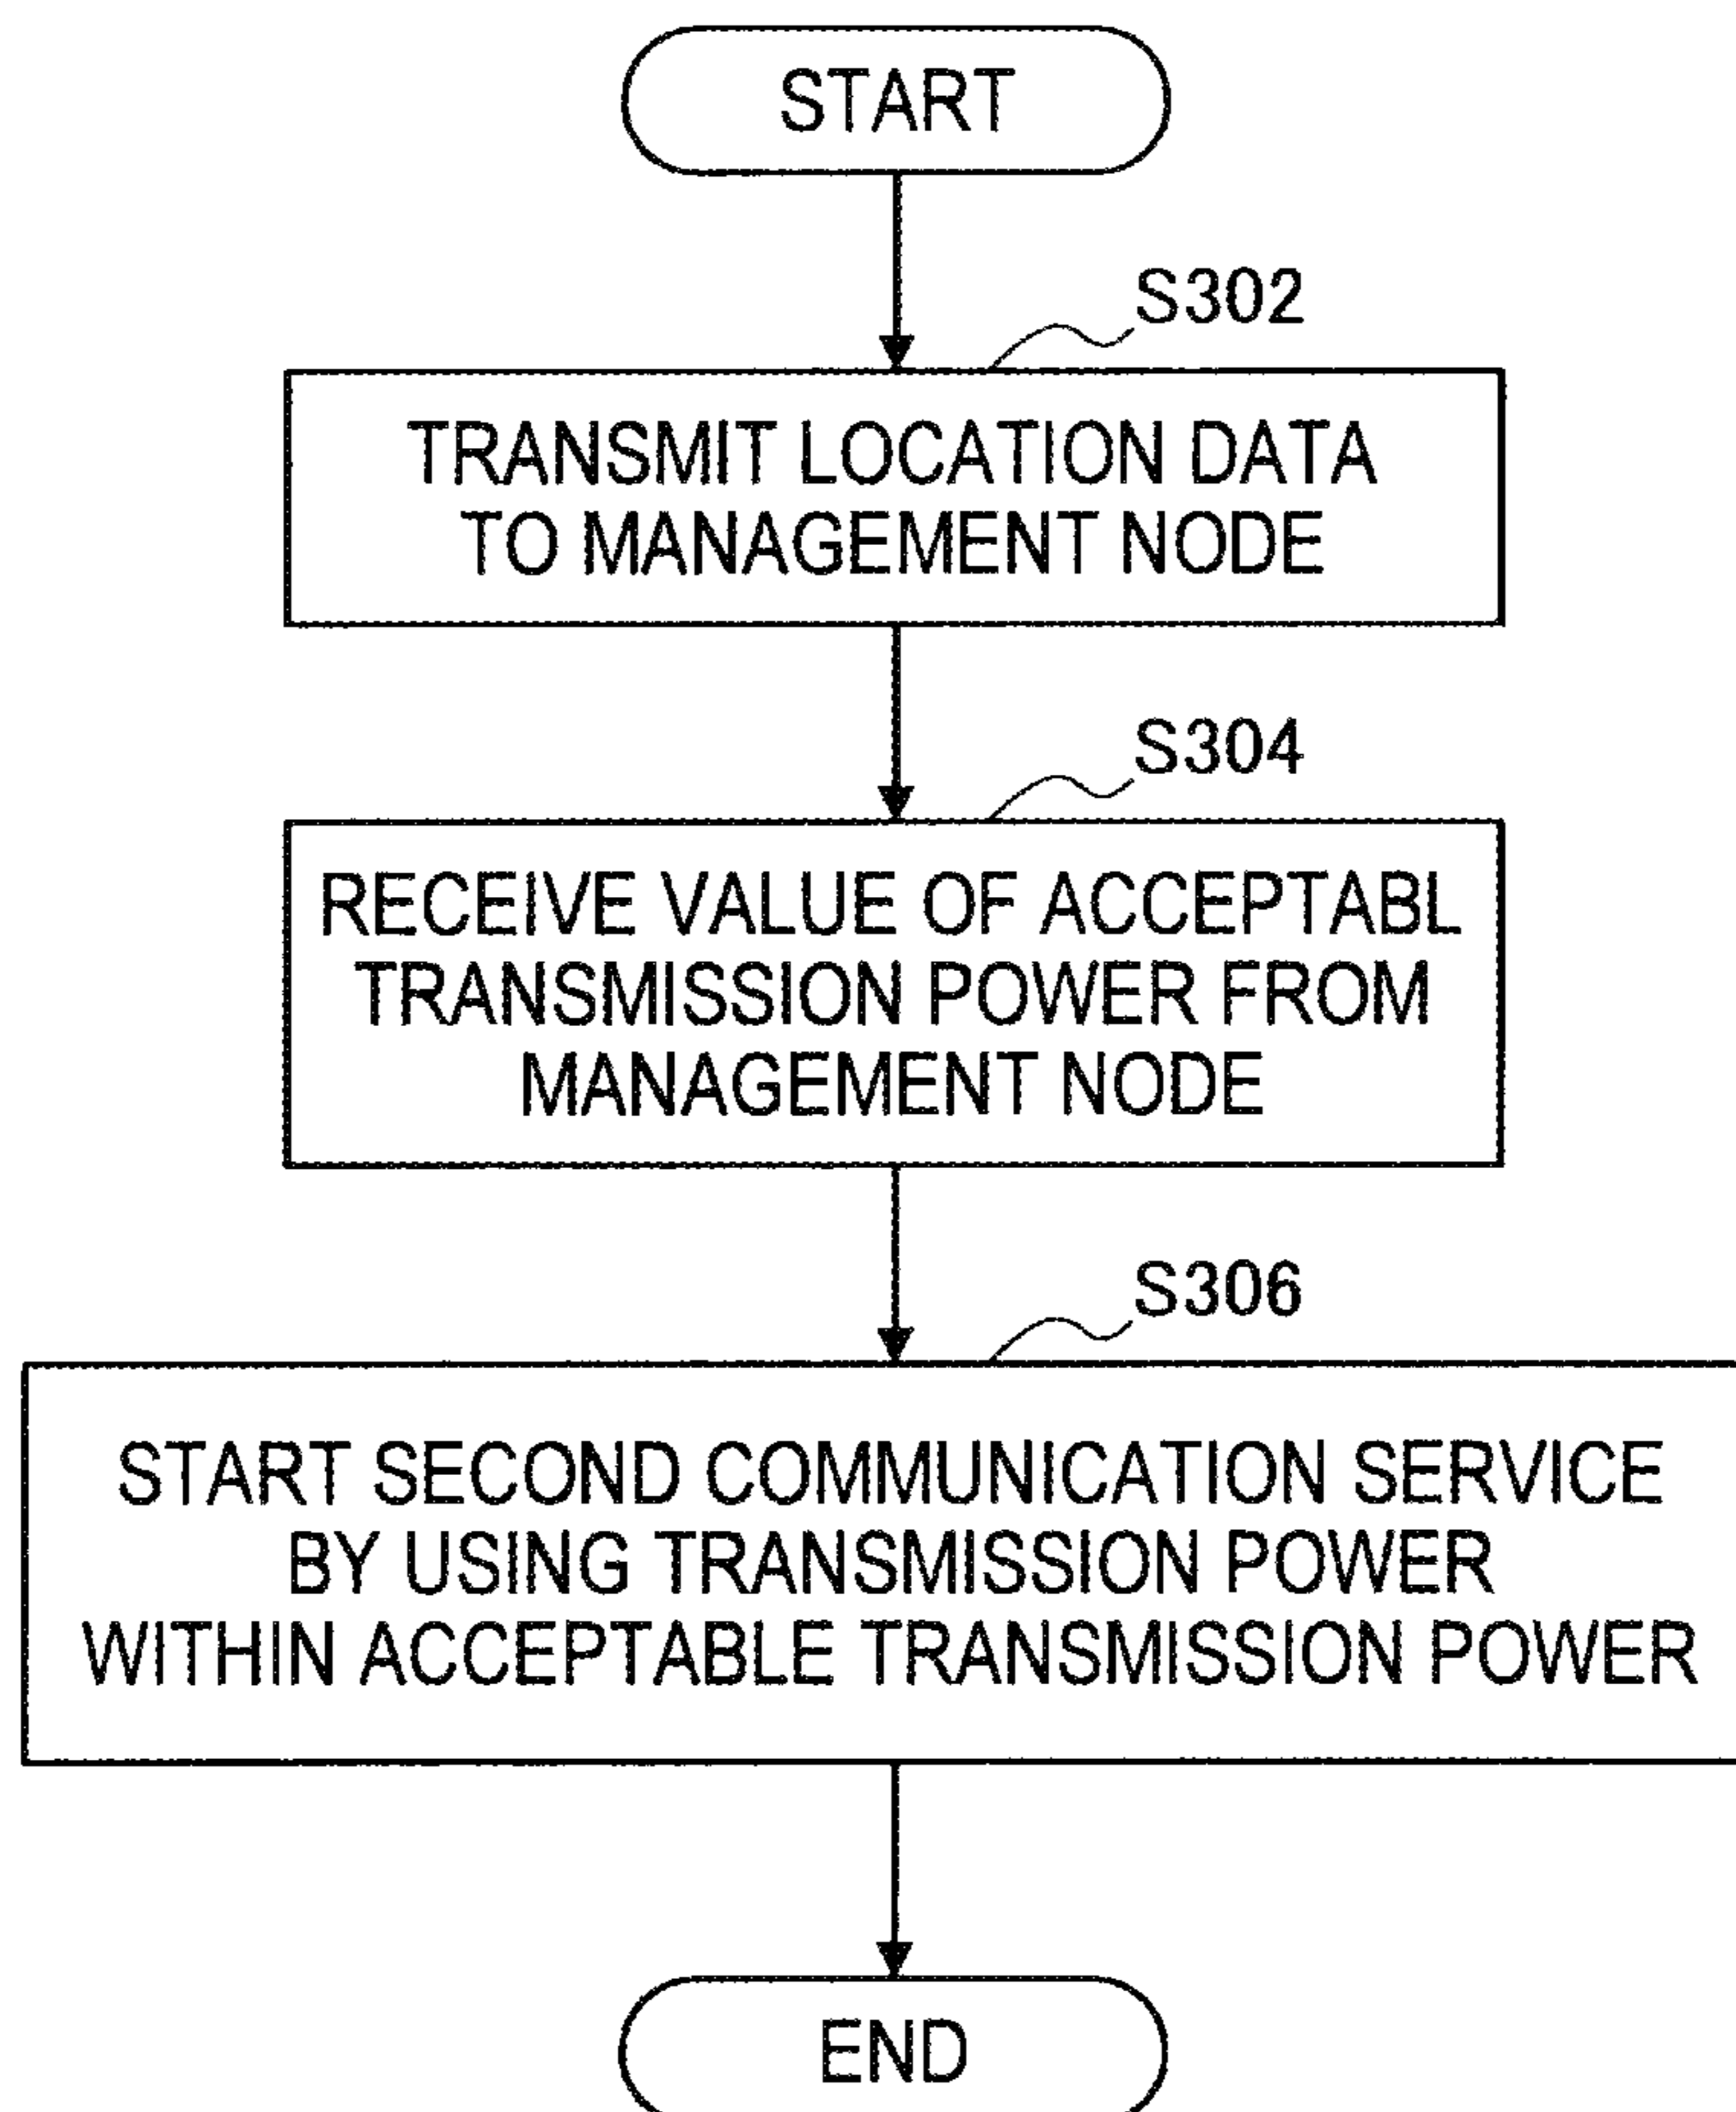 START
S302
TRANSMIT LOCATION DATA
TO MANAGEMENT NODE
S304
RECEIVE VALUE OF ACCEPTABL
TRANSMISSION POWER FROM
MANAGEMENT NODE
S306
START SECOND COMMUNICATION SERVICE
BY USING TRANSMISSION POWER
WITHIN ACCEPTABLE TRANSMISSION POWER
END